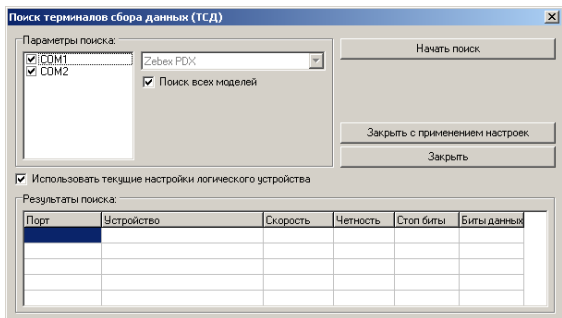 Поиск терминалов сбора данных (ТСД)
Параметры поиска:
COM1
COM2
Zebex PDX
Поиск всех моделей
Начать поиск
Закрыть с применением настроек
Закрыть
Использовать текущие настройки логического устройства
Результаты поиска:
Порт Устройство Скорость Четность Стоп биты Биты данных